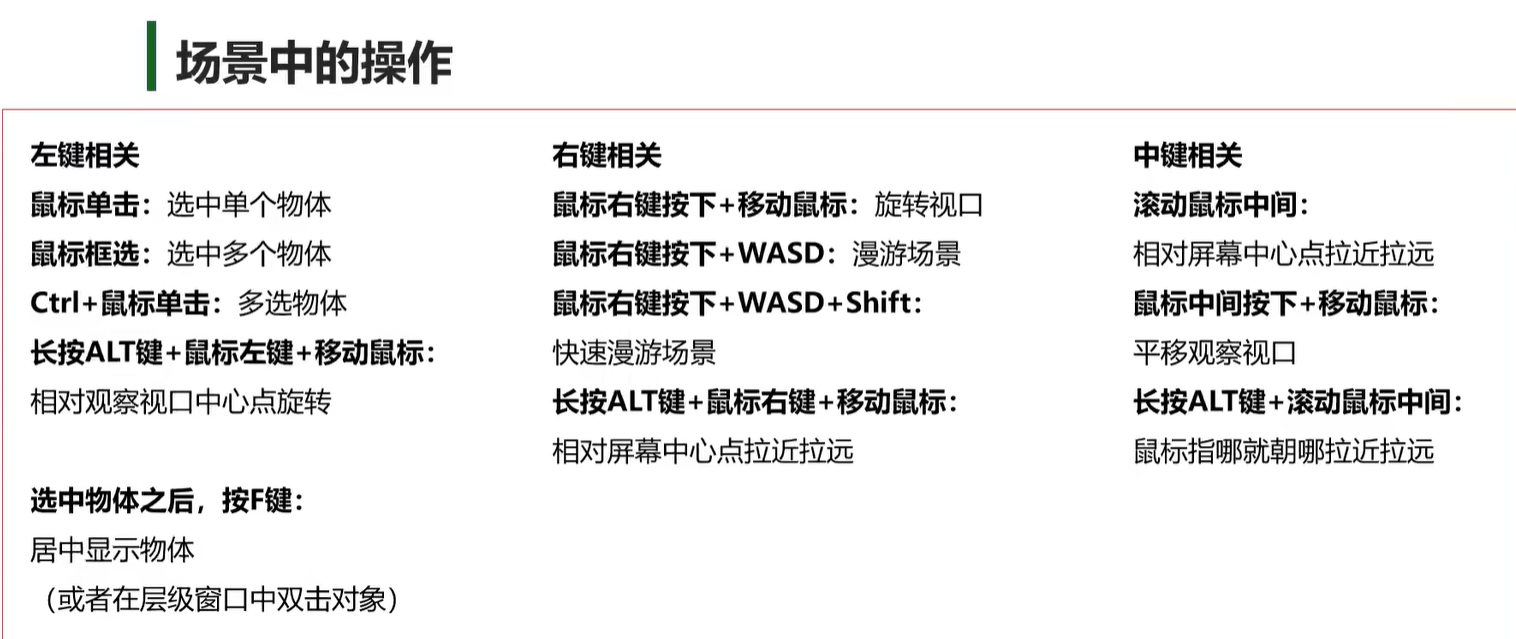 场景中的操作
左键相关
鼠标单击：选中单个物体
鼠标框选：选中多个物体
Ctrl+鼠标单击：多选物体
长按ALT键+鼠标左键+移动鼠标：
相对观察视口中心点旋转
选中物体之后，按F键：
居中显示物体
（或者在层级窗口中双击对象）
右键相关
鼠标右键按下+移动鼠标：旋转视口
鼠标右键按下+WASD：漫游场景
鼠标右键按下+WASD+Shift：
快速漫游场景
长按ALT键+鼠标右键+移动鼠标：
相对屏幕中心点拉近拉远
中键相关
滚动鼠标中间：
相对屏幕中心点拉近拉远
鼠标中间按下+移动鼠标：
平移观察视口
长按ALT键+滚动鼠标中间：
鼠标指哪就朝哪拉近拉远